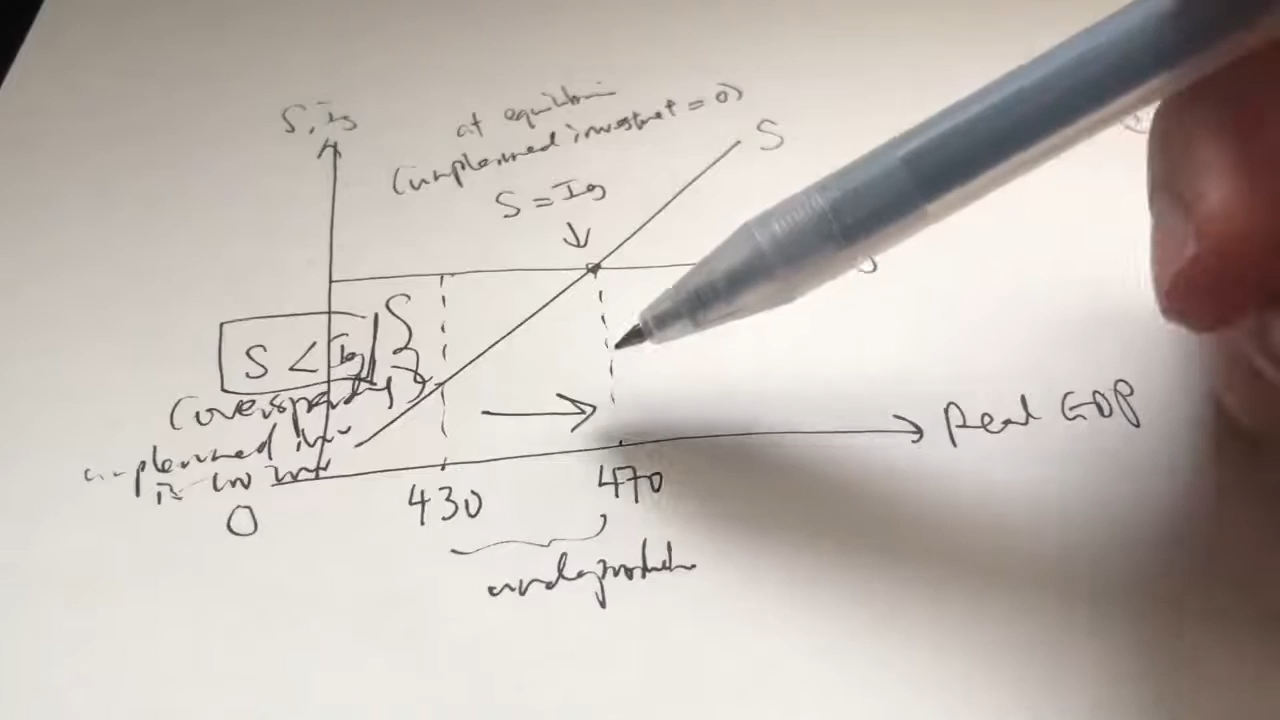 S, Ig
at equilibrium
(unplanned investment = 0)
S = Ig
S
g
S < Ig
(overspending
unplanned inv
0
430
470
Real GDP
underproduction